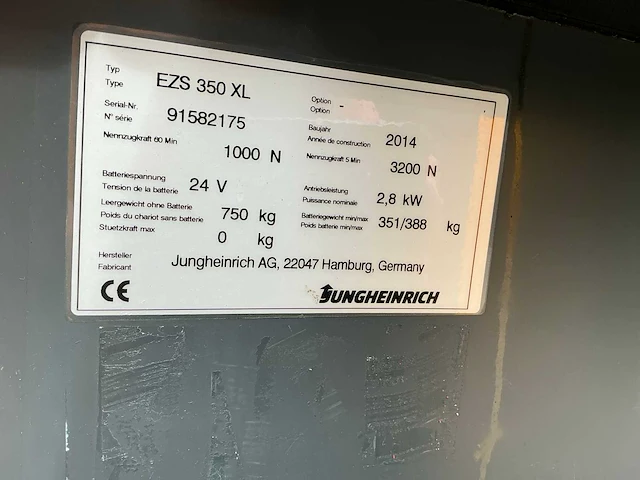 Typ
Type EZS 350 XL
Option -
Option
Serial-Nr.
N° série 91582175
Baujahr
Année de construction 2014
Nennzugkraft 60 Min 1000 N
Nennzugkraft 5 Min 3200 N
Batteriespannung
Tension de la batterie 24 V
Antriebsleistung
Puissance nominale 2,8 kW
Leergewicht ohne Batterie
Poids du chariot sans batterie 750 kg
Batteriegewicht min/max
Poids batterie min/max 351/388 kg
Stuetzkraft max 0 kg
Hersteller
Fabricant Jungheinrich AG, 22047 Hamburg, Germany
CE
JUNGHEINRICH